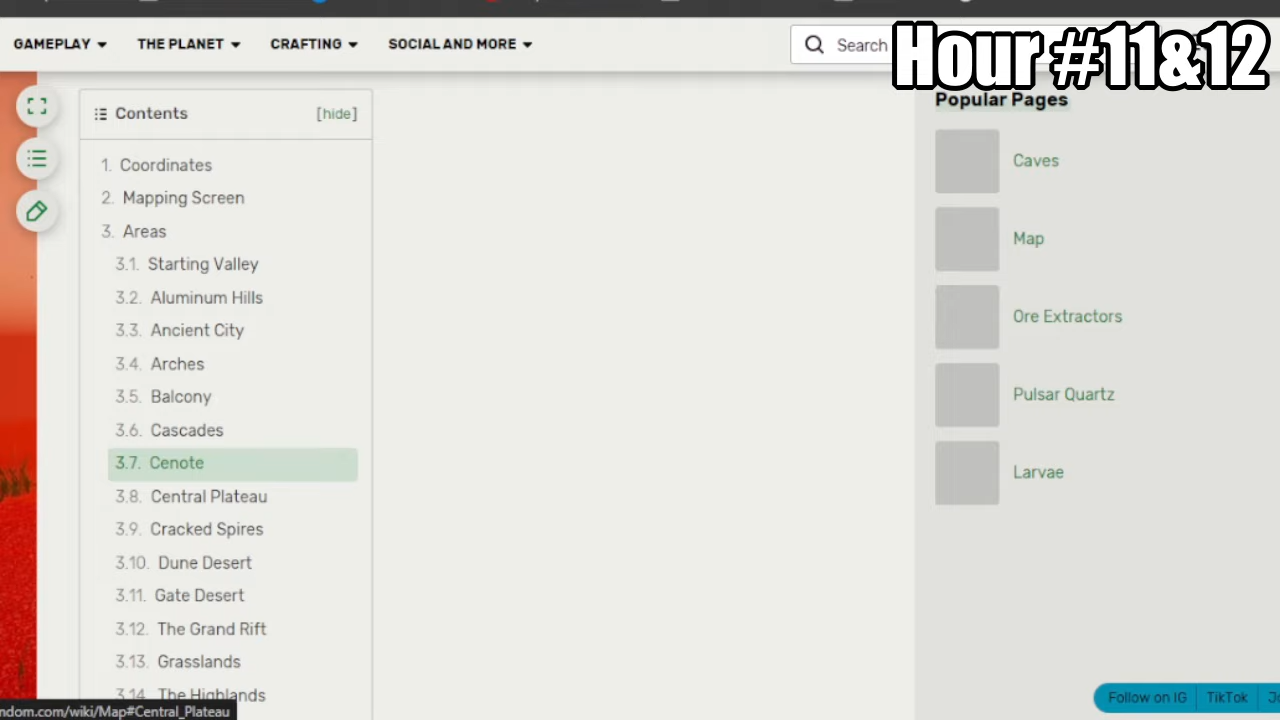 GAMEPLAY
THE PLANET
CRAFTING
SOCIAL AND MORE
Search
Hour #11&12
Contents
[hide]
1. Coordinates
2. Mapping Screen
3. Areas
3.1. Starting Valley
3.2. Aluminum Hills
3.3. Ancient City
3.4. Arches
3.5. Balcony
3.6. Cascades
3.7. Cenote
3.8. Central Plateau
3.9. Cracked Spires
3.10. Dune Desert
3.11. Gate Desert
3.12. The Grand Rift
3.13. Grasslands
3.14. The Highlands
Popular Pages
Caves
Map
Ore Extractors
Pulsar Quartz
Larvae
Follow on IG
TikTok
ndom.com/wiki/Map#Central_Plateau